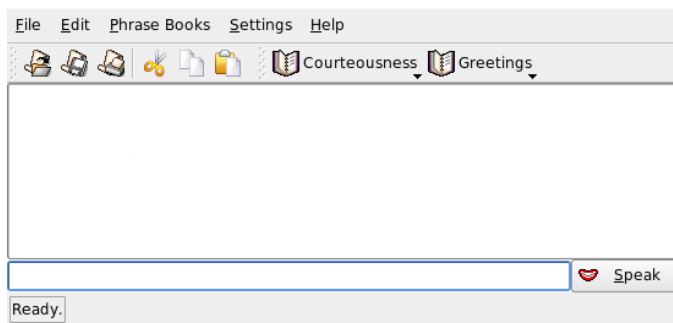 File Edit Phrase Books Settings Help
Courteousness Greetings
Speak
Ready.